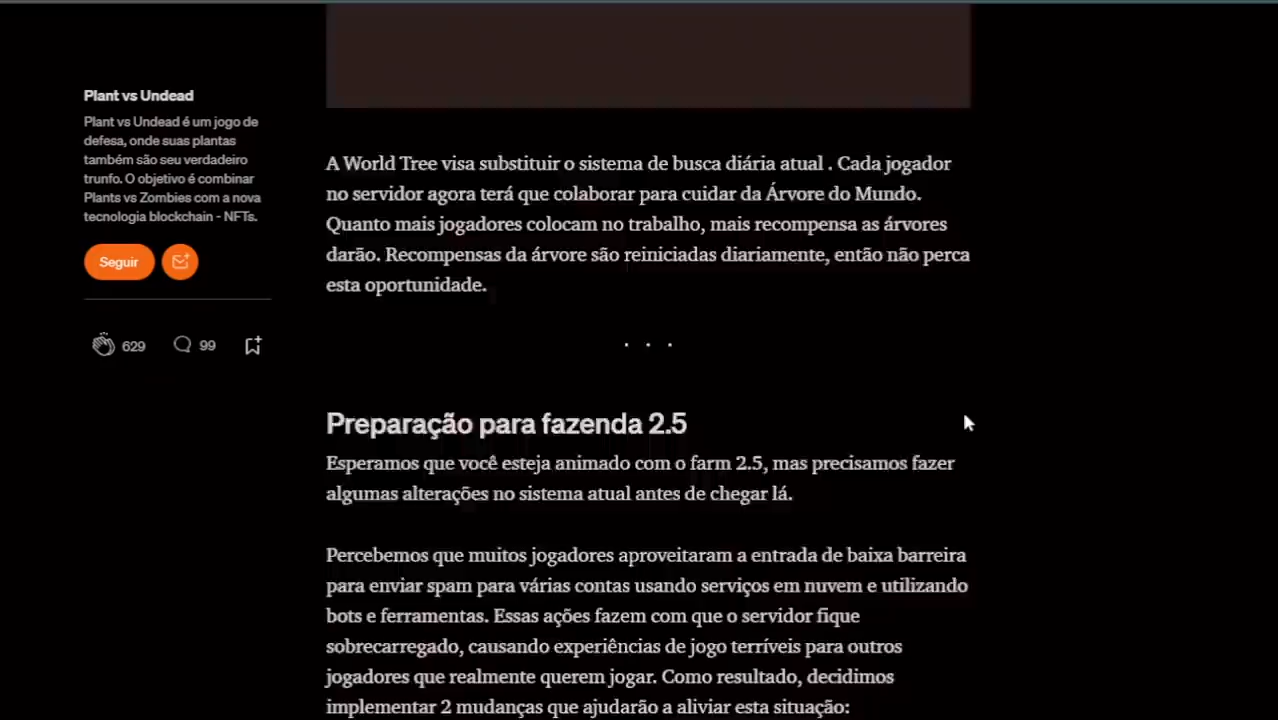 Plant vs Undead
Plant vs Undead é um jogo de
defesa, onde suas plantas
também são seu verdadeiro
trunfo. O objetivo é combinar
Plants vs Zombies com a nova
tecnologia blockchain - NFTs.
Seguir
629
99
A World Tree visa substituir o sistema de busca diária atual . Cada jogador
no servidor agora terá que colaborar para cuidar da Árvore do Mundo.
Quanto mais jogadores colocam no trabalho, mais recompensa as árvores
darão. Recompensas da árvore são reiniciadas diariamente, então não perca
esta oportunidade.
. . .
Preparação para fazenda 2.5
Esperamos que você esteja animado com o farm 2.5, mas precisamos fazer
algumas alterações no sistema atual antes de chegar lá.
Percebemos que muitos jogadores aproveitaram a entrada de baixa barreira
para enviar spam para várias contas usando serviços em nuvem e utilizando
bots e ferramentas. Essas ações fazem com que o servidor fique
sobrecarregado, causando experiências de jogo terríveis para outros
jogadores que realmente querem jogar. Como resultado, decidimos
implementar 2 mudanças que ajudarão a aliviar esta situação: